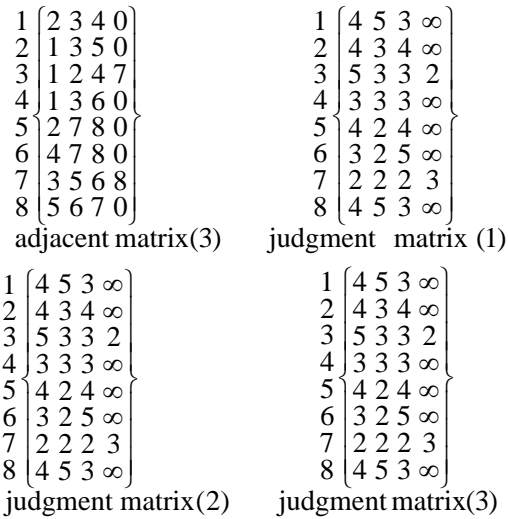 1 2 3 4 0
2 1 3 5 0
3 1 2 4 7
4 1 3 6 0
5 2 7 8 0
6 4 7 8 0
7 3 5 6 8
8 5 6 7 0
adjacent matrix(3)
1 4 5 3 ∞
2 4 3 4 ∞
3 5 3 3 2
4 3 3 3 ∞
5 4 2 4 ∞
6 3 2 5 ∞
7 2 2 2 3
8 4 5 3 ∞
judgment matrix (1)
1 4 5 3 ∞
2 4 3 4 ∞
3 5 3 3 2
4 3 3 3 ∞
5 4 2 4 ∞
6 3 2 5 ∞
7 2 2 2 3
8 4 5 3 ∞
judgment matrix(2)
1 4 5 3 ∞
2 4 3 4 ∞
3 5 3 3 2
4 3 3 3 ∞
5 4 2 4 ∞
6 3 2 5 ∞
7 2 2 2 3
8 4 5 3 ∞
judgment matrix(3)